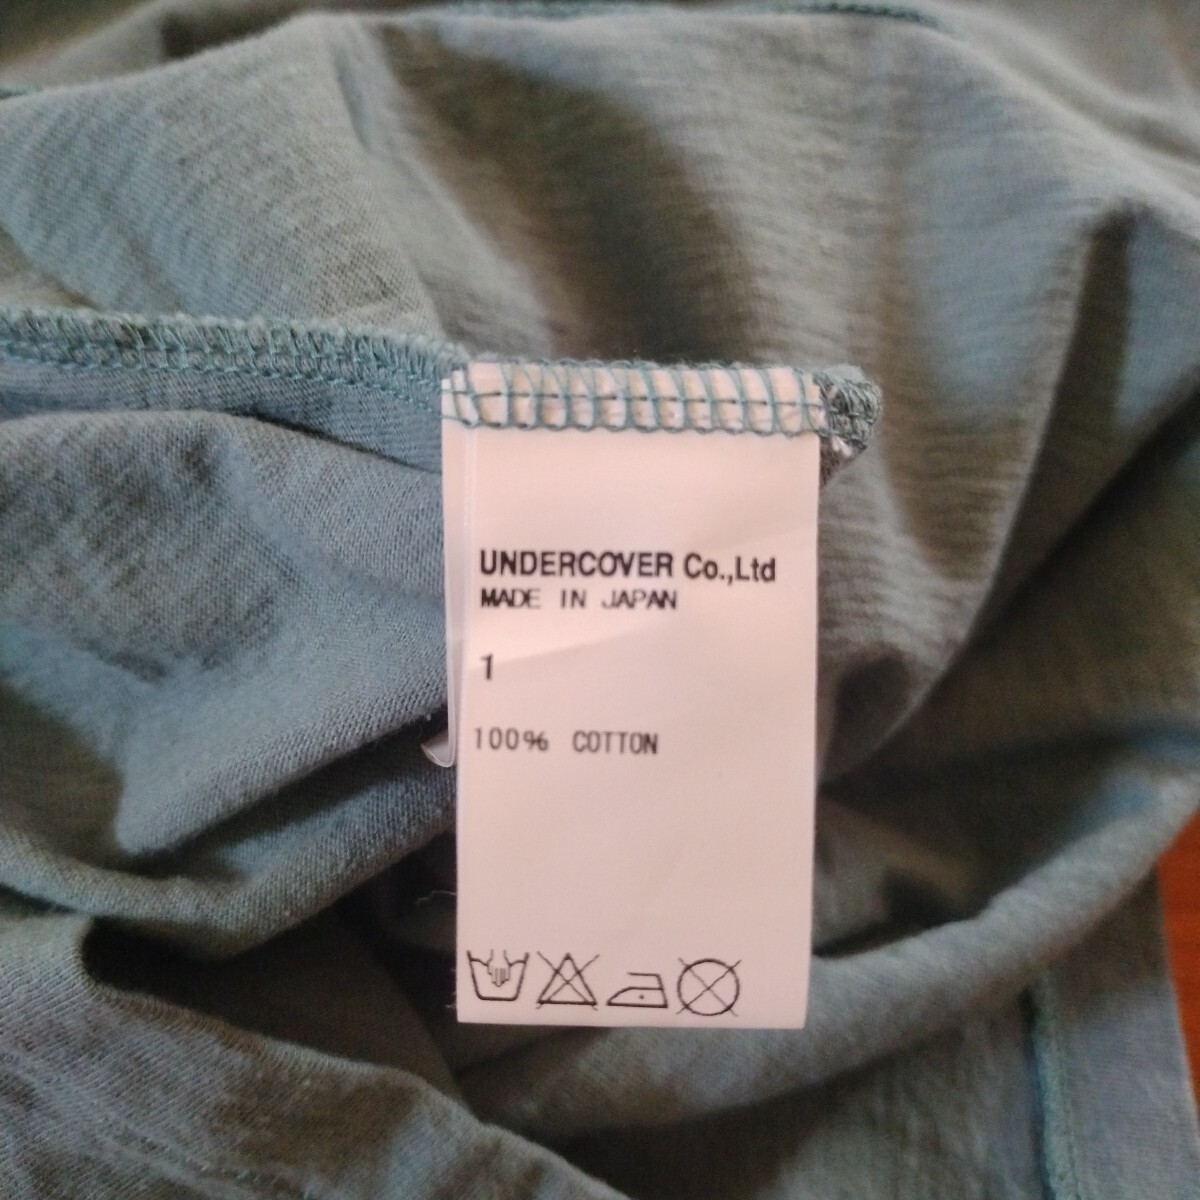 UNDERCOVER Co.,Ltd
MADE IN JAPAN
1
100% COTTON